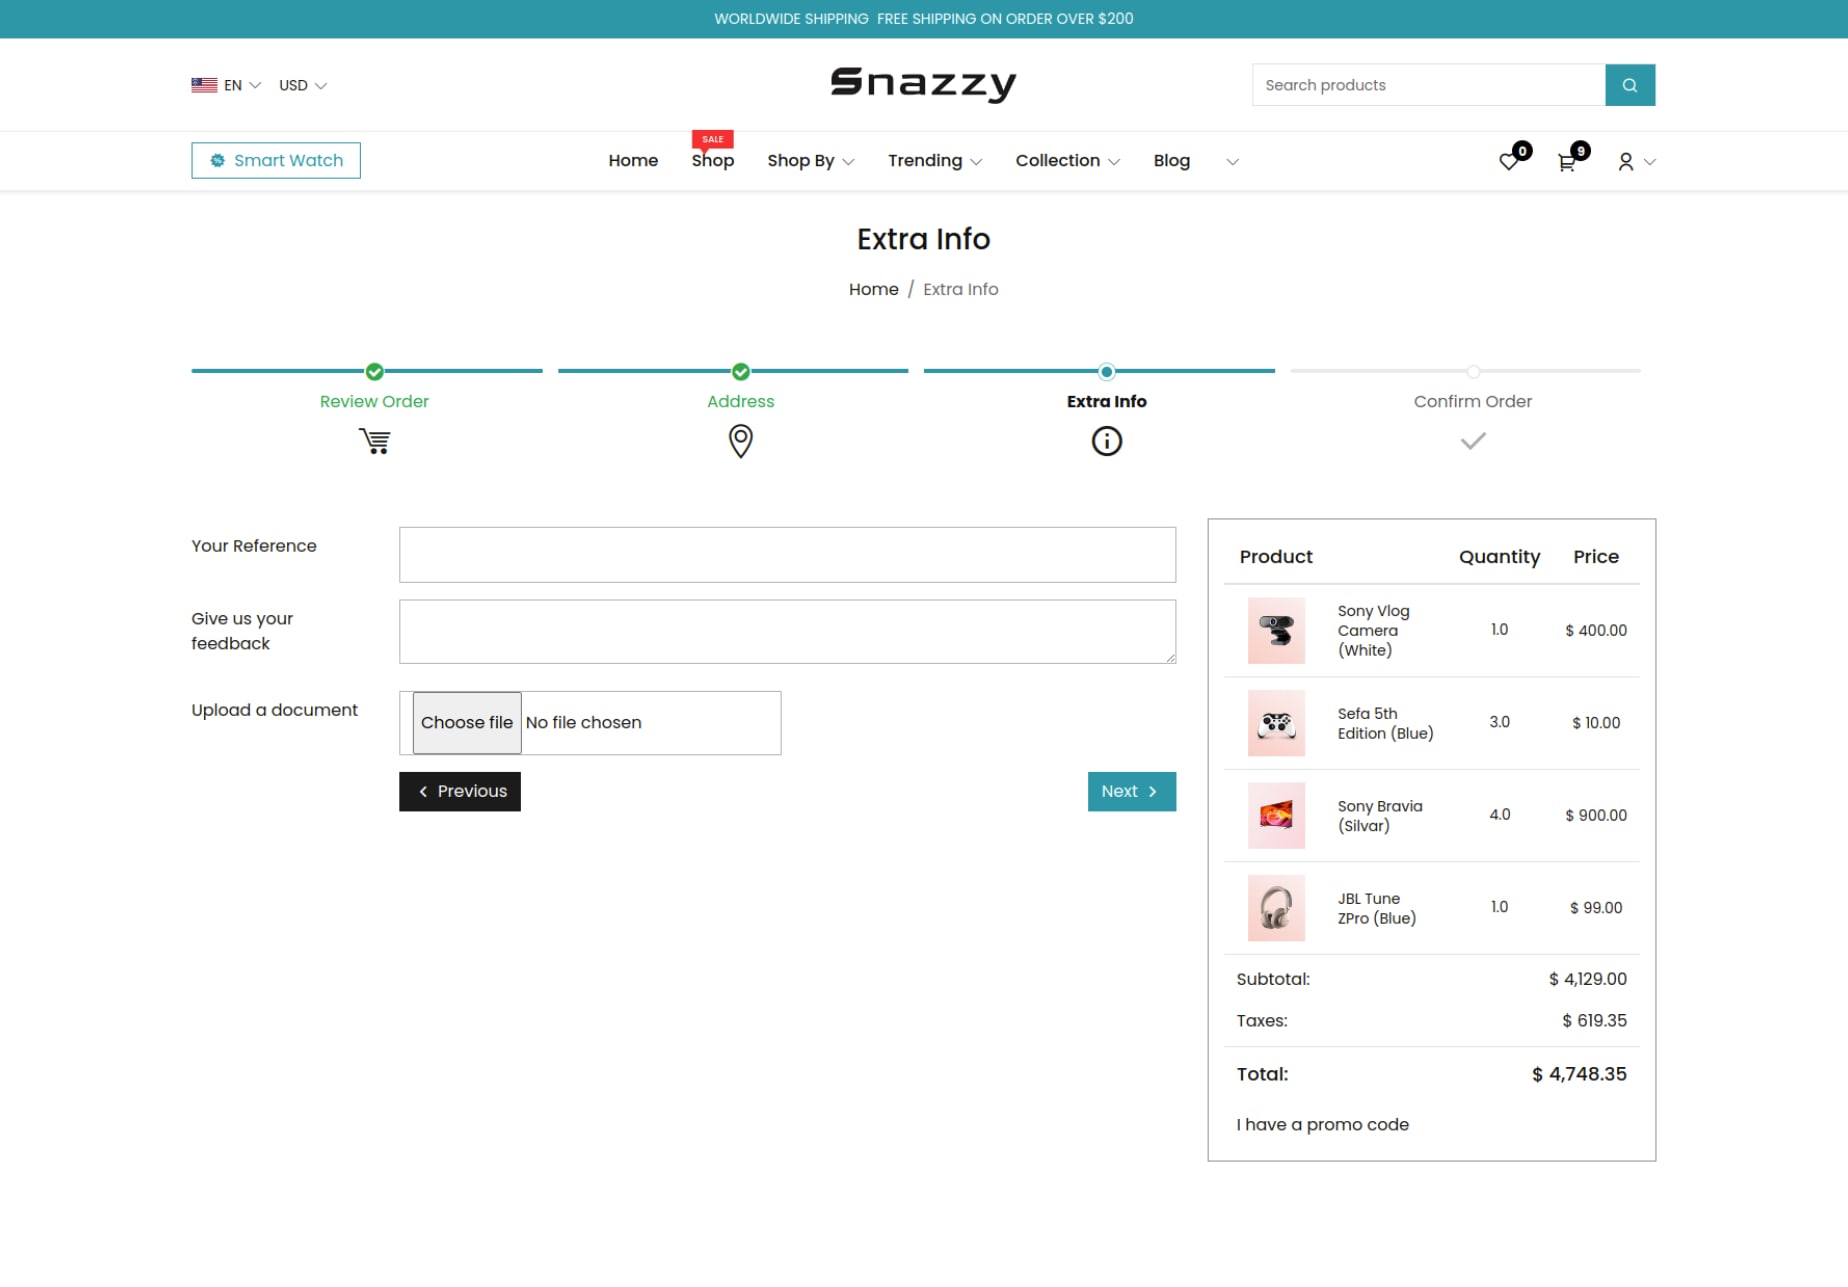 WORLDWIDE SHIPPING  FREE SHIPPING ON ORDER OVER $200
EN USD
Snazzy
Search products
SALE
Smart Watch
Home Shop Shop By Trending Collection Blog
0 9
Extra Info
Home / Extra Info
Review Order Address Extra Info Confirm Order
Your Reference
Give us your
feedback
Upload a document
Choose file No file chosen
Previous Next
Product Quantity Price
Sony Vlog
Camera
(White)
1.0 $ 400.00
Sefa 5th
Edition (Blue)
3.0 $ 10.00
Sony Bravia
(Silvar)
4.0 $ 900.00
JBL Tune
ZPro (Blue)
1.0 $ 99.00
Subtotal: $ 4,129.00
Taxes: $ 619.35
Total: $ 4,748.35
I have a promo code